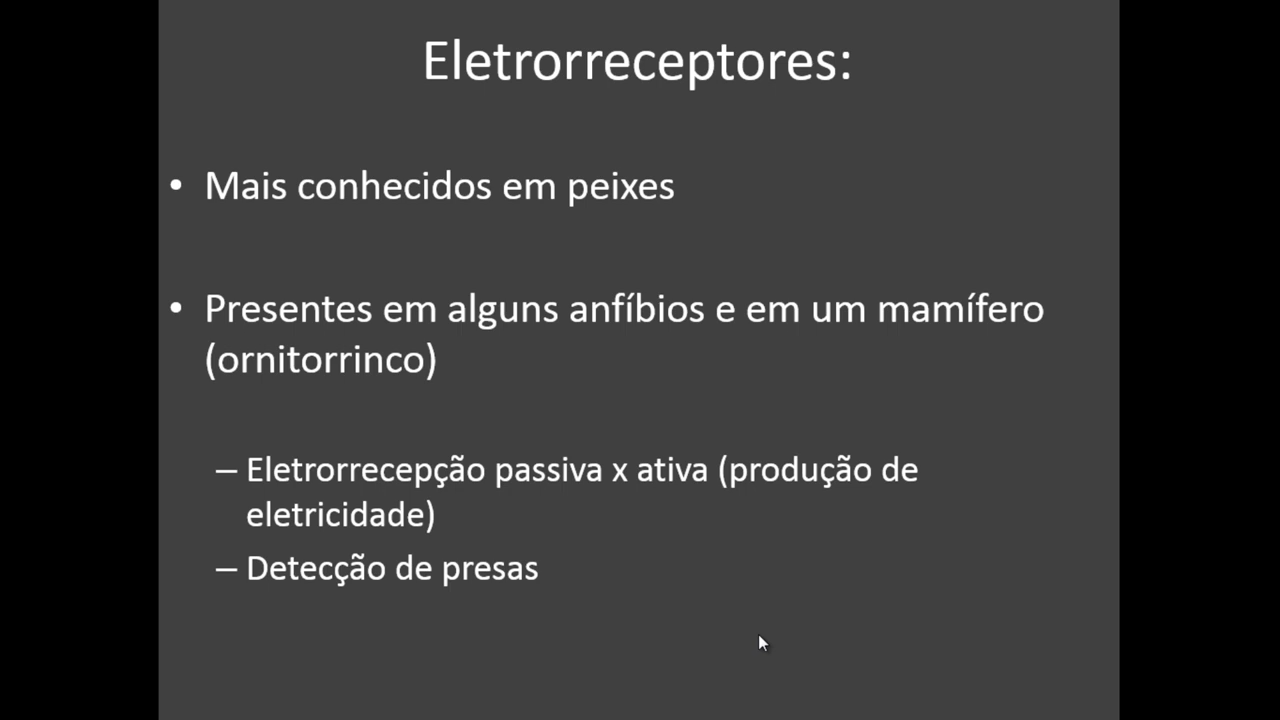 Eletrorreceptores:
• Mais conhecidos em peixes
• Presentes em alguns anfíbios e em um mamífero
(ornitorrinco)
– Eletrorrecepção passiva x ativa (produção de
eletricidade)
– Detecção de presas